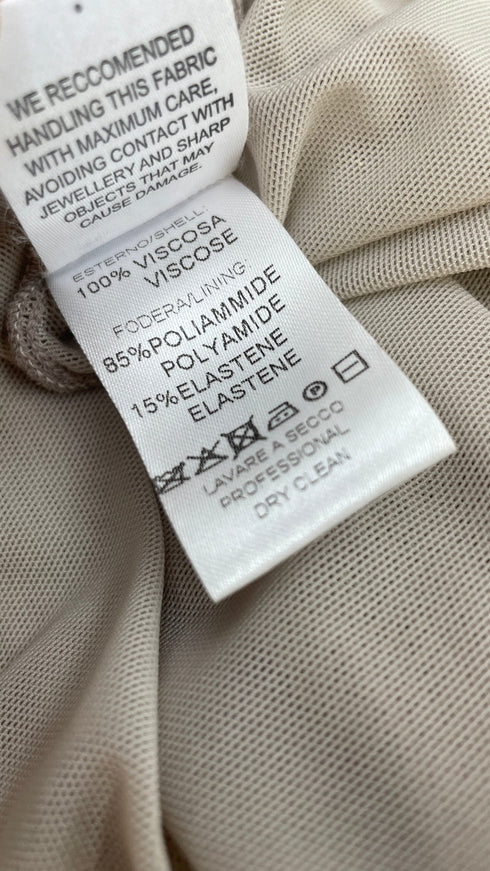 WE RECCOMENDED
HANDLING THIS FABRIC
WITH MAXIMUM CARE,
AVOIDING CONTACT WITH
JEWELLERY AND SHARP
OBJECTS THAT MAY
CAUSE DAMAGE.
ESTERNO/SHELL:
100% VISCOSA
VISCOSE
FODERA/LINING:
85%POLIAMMIDE
POLYAMIDE
15%ELASTENE
ELASTENE
P
LAVARE A SECCO
PROFESSIONAL
DRY CLEAN